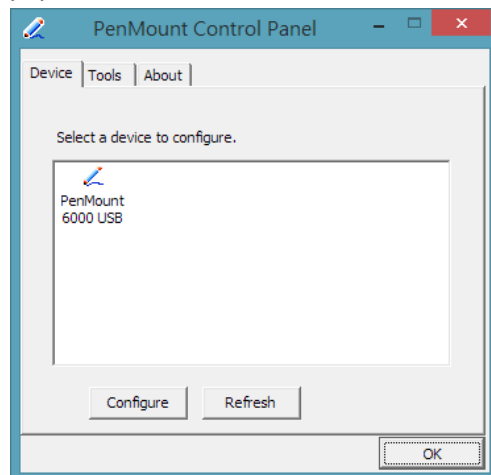 PenMount Control Panel
Device Tools About
Select a device to configure.
PenMount
6000 USB
Configure Refresh
OK